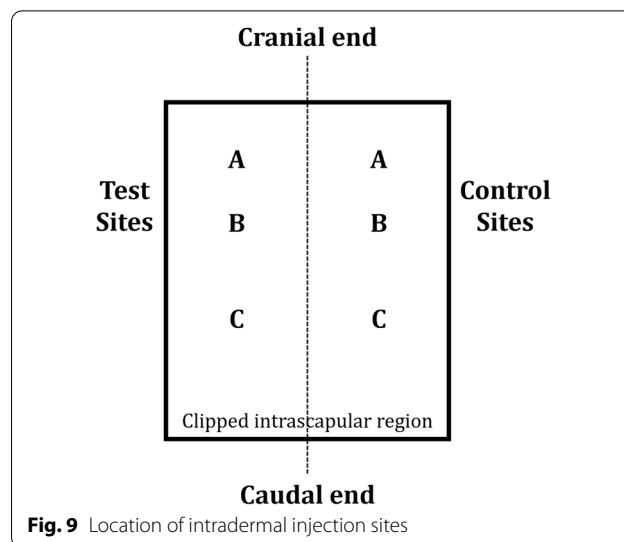 Cranial end
A A
Test Sites
B B
Control Sites
C C
Clipped intrascapular region
Caudal end
Fig. 9 Location of intradermal injection sites